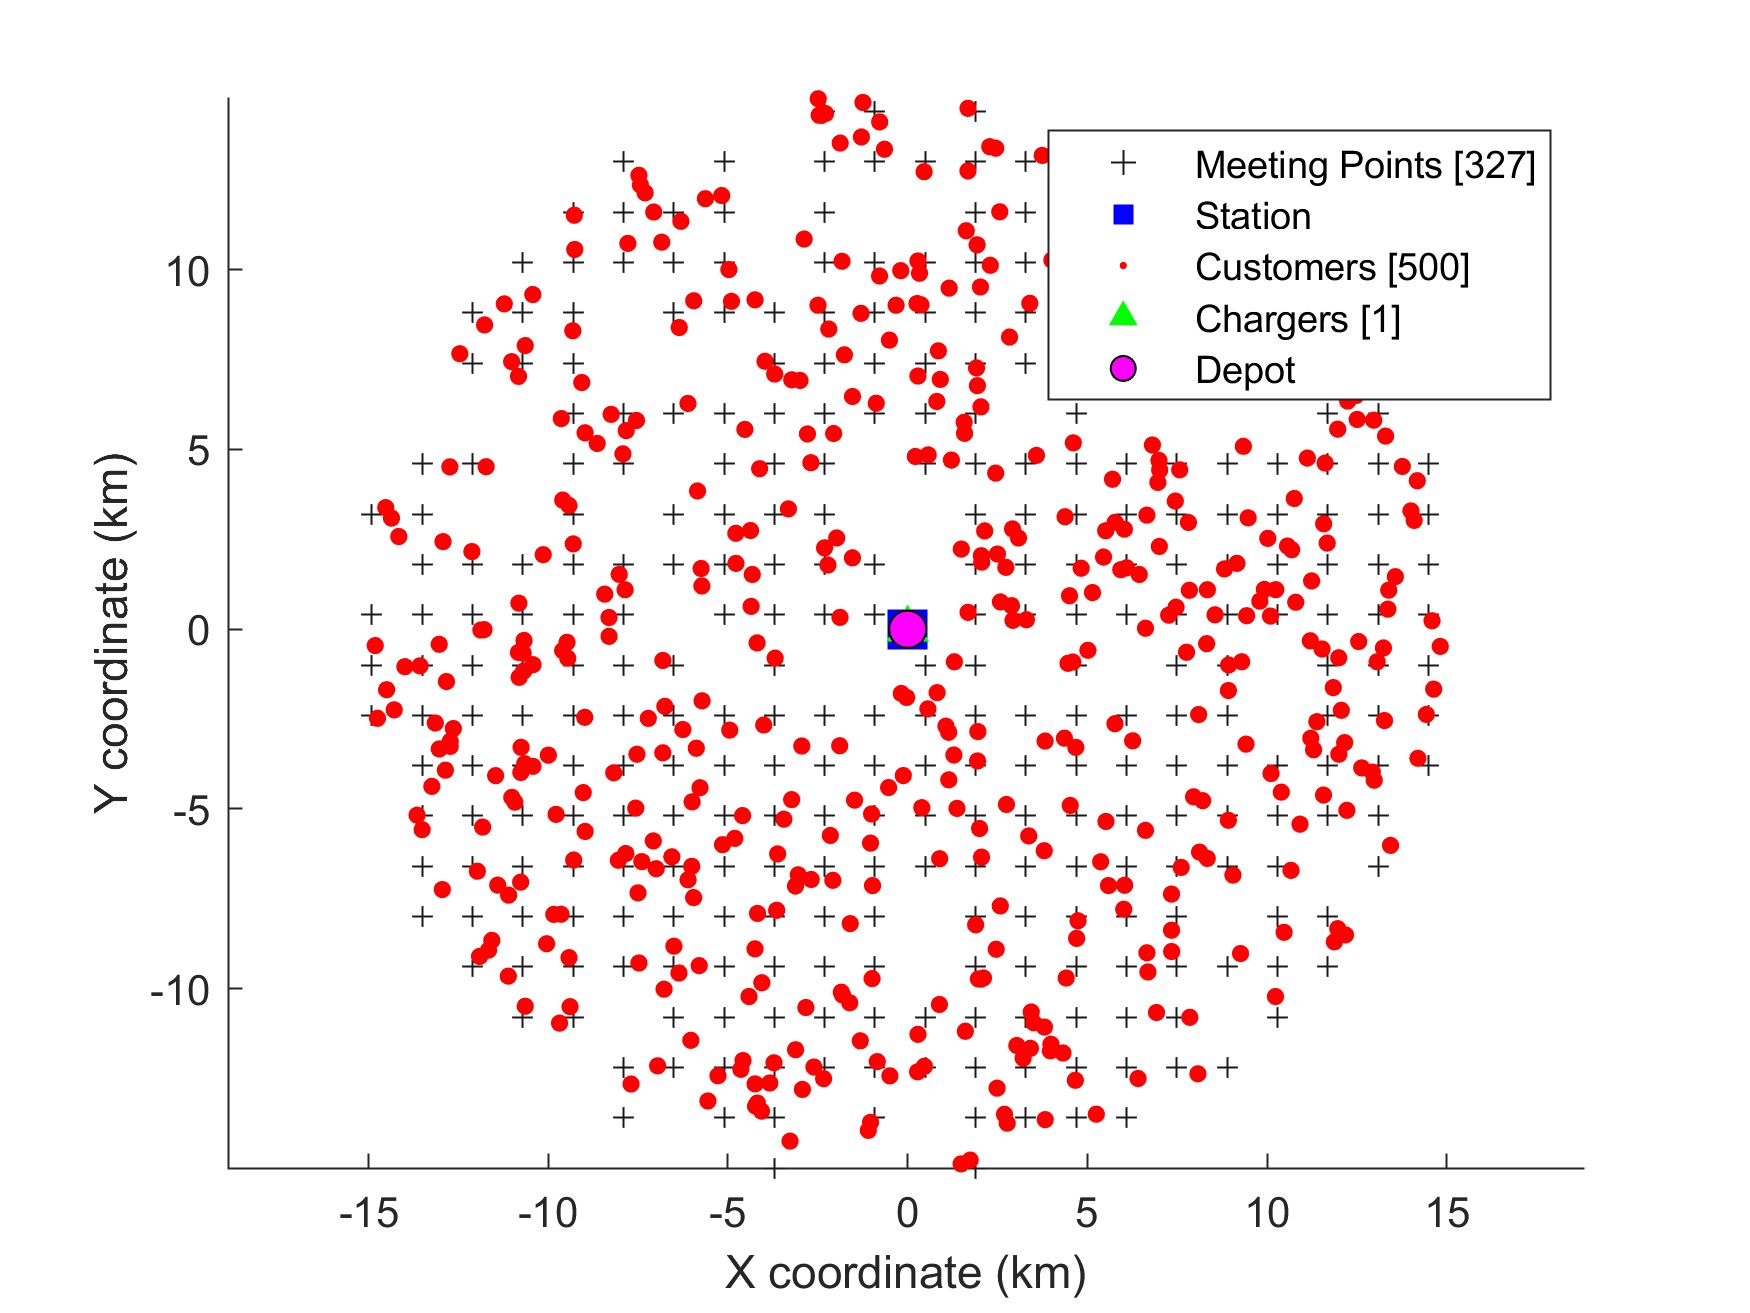 Meeting Points [327]
Station
Customers [500]
Chargers [1]
Depot
10
5
0
-5
-10
Y coordinate (km)
-15
-10
-5
0
5
10
15
X coordinate (km)